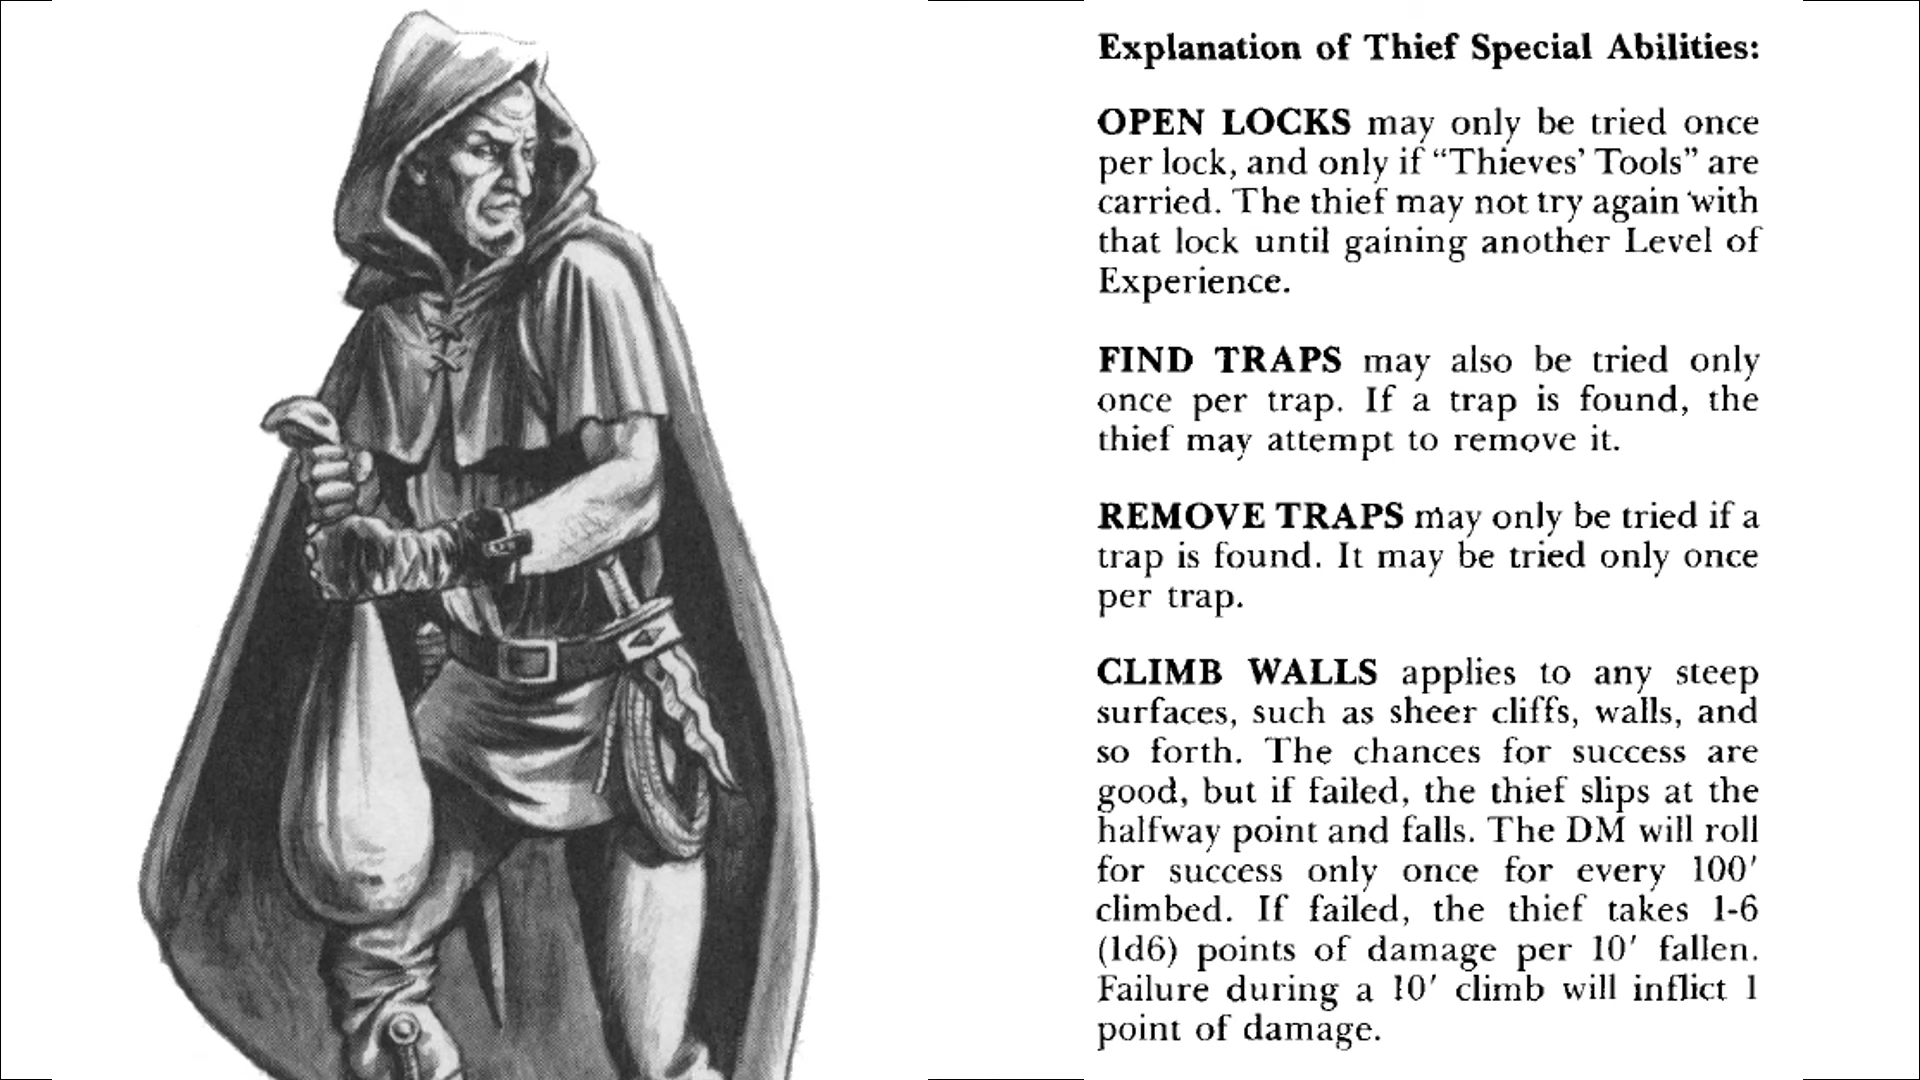 Explanation of Thief Special Abilities:
OPEN LOCKS may only be tried once
per lock, and only if “Thieves’ Tools” are
carried. The thief may not try again with
that lock until gaining another Level of
Experience.
FIND TRAPS may also be tried only
once per trap. If a trap is found, the
thief may attempt to remove it.
REMOVE TRAPS may only be tried if a
trap is found. It may be tried only once
per trap.
CLIMB WALLS applies to any steep
surfaces, such as sheer cliffs, walls, and
so forth. The chances for success are
good, but if failed, the thief slips at the
halfway point and falls. The DM will roll
for success only once for every 100′
climbed. If failed, the thief takes 1-6
(1d6) points of damage per 10′ fallen.
Failure during a 10′ climb will inflict 1
point of damage.